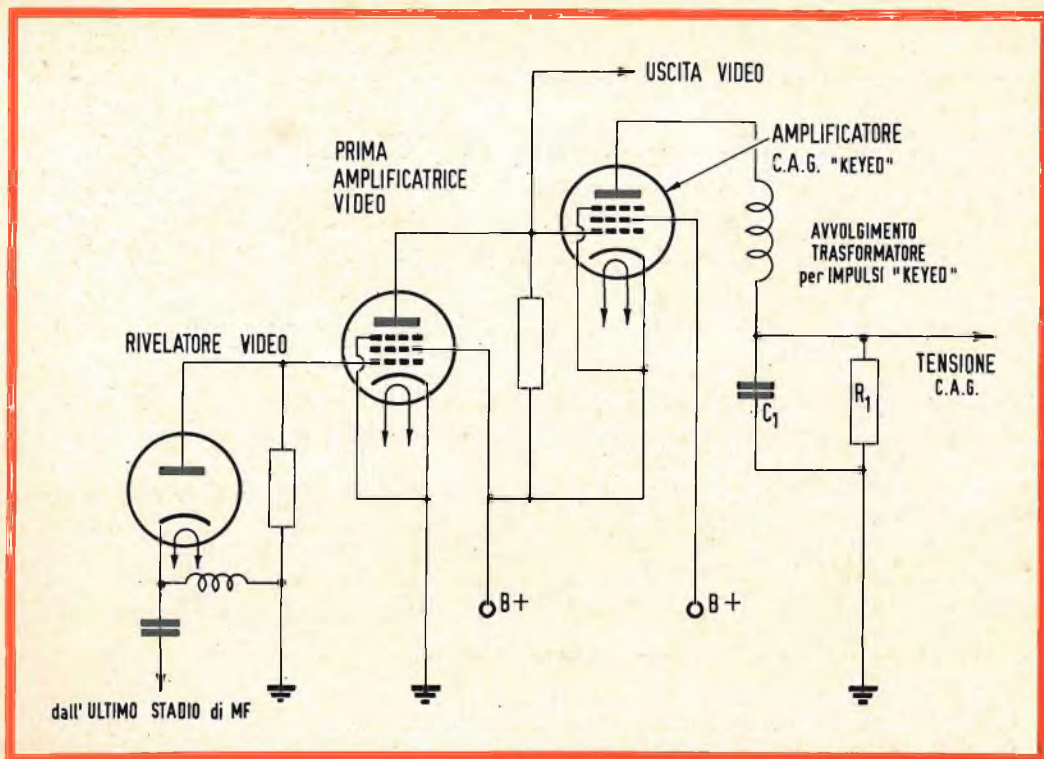 USCITA VIDEO
PRIMA
AMPLIFICATRICE
VIDEO
AMPLIFICATORE
C.A.G. "KEYED"
AVVOLGIMENTO
TRASFORMATORE
per IMPULSI "KEYED"
RIVELATORE VIDEO
TENSIONE
C.A.G.
C1
R1
B+
B+
dall'ULTIMO STADIO di MF